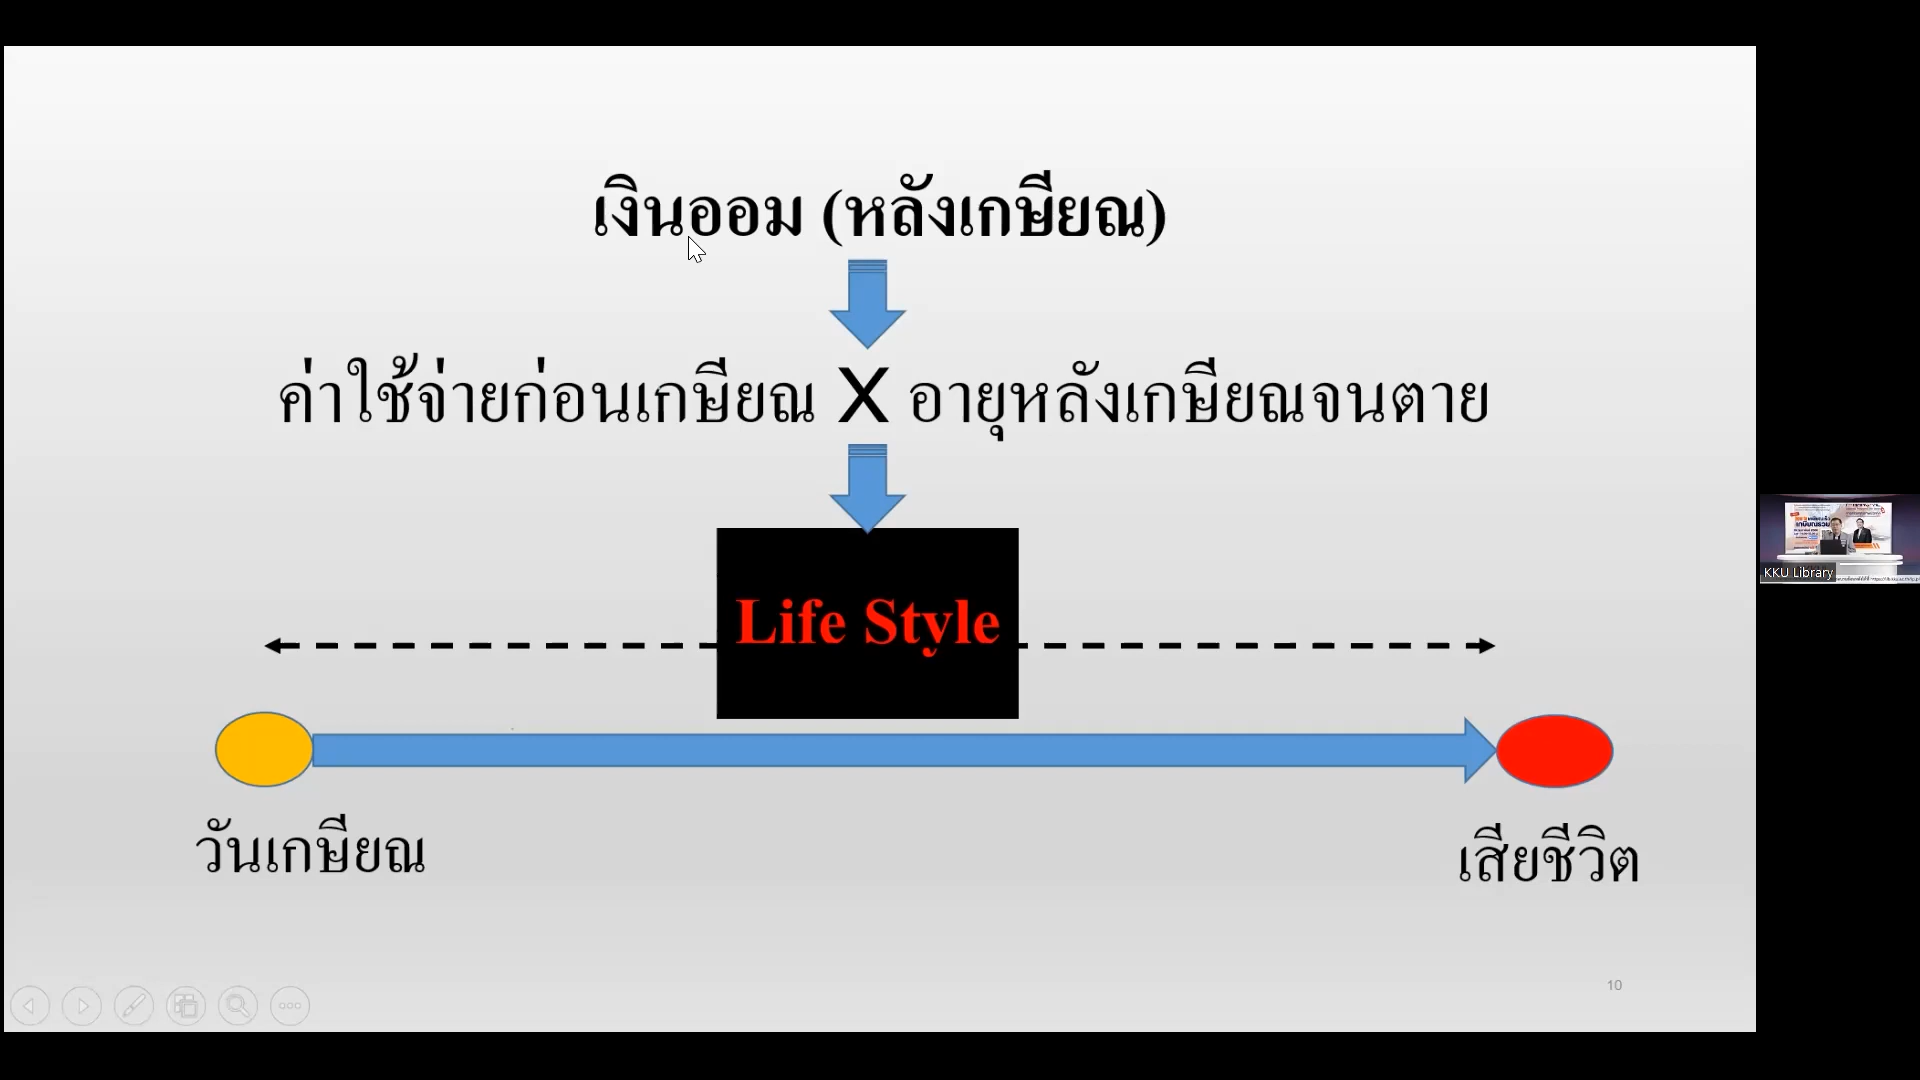 เงินออม (หลังเกษียณ)
ค่าใช้จ่ายก่อนเกษียณ X อายุหลังเกษียณจนตาย
Life Style
วันเกษียณ
เสียชีวิต
10
KKU Library